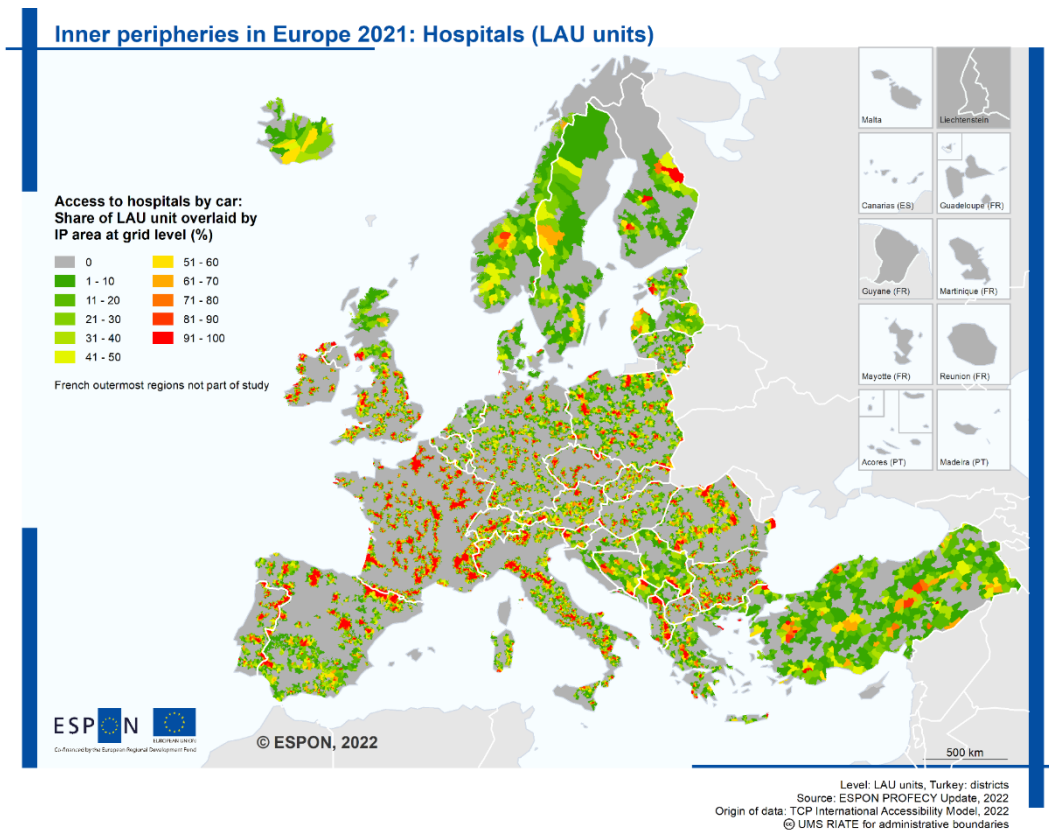 Inner peripheries in Europe 2021: Hospitals (LAU units)
Access to hospitals by car:
Share of LAU unit overlaid by
IP area at grid level (%)
0
1 - 10
11 - 20
21 - 30
31 - 40
41 - 50
51 - 60
61 - 70
71 - 80
81 - 90
91 - 100
French outermost regions not part of study
Malta
Liechtenstein
Canarias (ES)
Guadeloupe (FR)
Guyane (FR)
Martinique (FR)
Mayotte (FR)
Reunion (FR)
Acores (PT)
Madeira (PT)
ESPON
EUROPEAN UNION
Co-financed by the European Regional Development Fund
© ESPON, 2022
500 km
Level: LAU units, Turkey: districts
Source: ESPON PROFECY Update, 2022
Origin of data: TCP International Accessibility Model, 2022
㏄ UMS RIATE for administrative boundaries